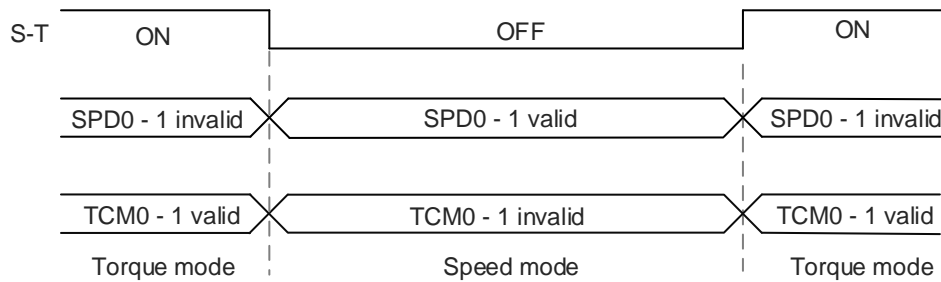 S-T ON OFF ON
SPD0 - 1 invalid SPD0 - 1 valid SPD0 - 1 invalid
TCM0 - 1 valid TCM0 - 1 invalid TCM0 - 1 valid
Torque mode Speed mode Torque mode